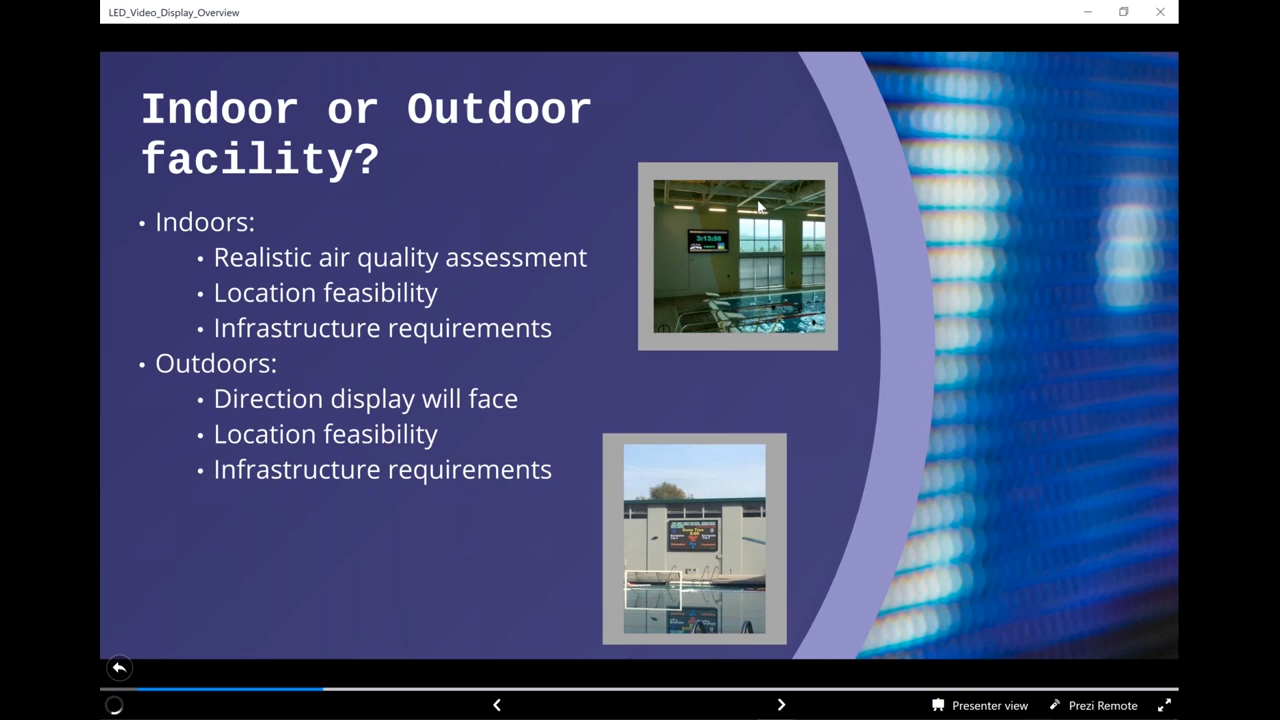 LED_Video_Display_Overview
Indoor or Outdoor
facility?
• Indoors:
• Realistic air quality assessment
• Location feasibility
• Infrastructure requirements
• Outdoors:
• Direction display will face
• Location feasibility
• Infrastructure requirements
Presenter view
Prezi Remote